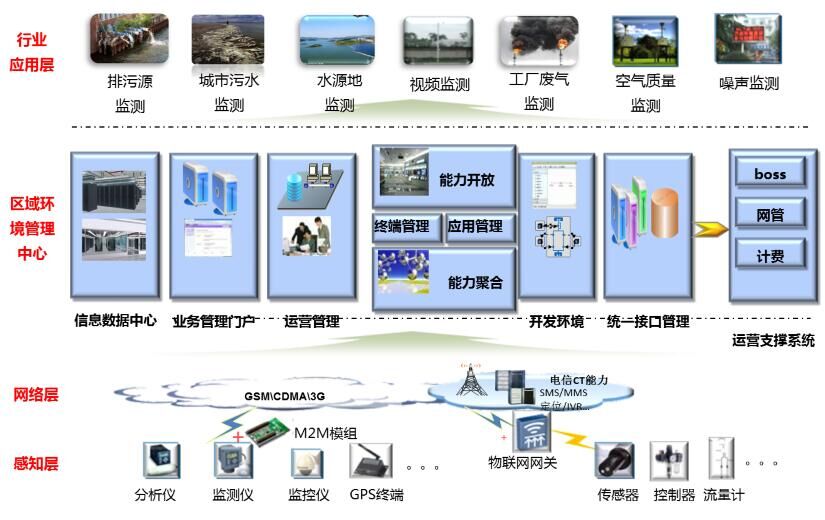 行业
应用层
排污源
监测
城市污水
监测
水源地
监测
视频监测
工厂废气
监测
空气质量
监测
噪声监测
区域环
境管理
中心
能力开放
终端管理
应用管理
能力聚合
boss
网管
计费
信息数据中心
业务管理门户
运营管理
开发环境
统一接口管理
运营支撑系统
网络层
GSM\CDMA\3G
电信CT能力
SMS/MMS
定位/IVR...
感知层
M2M模组
物联网网关
分析仪
监测仪
监控仪
GPS终端
。。。
传感器
控制器
流量计
。。。